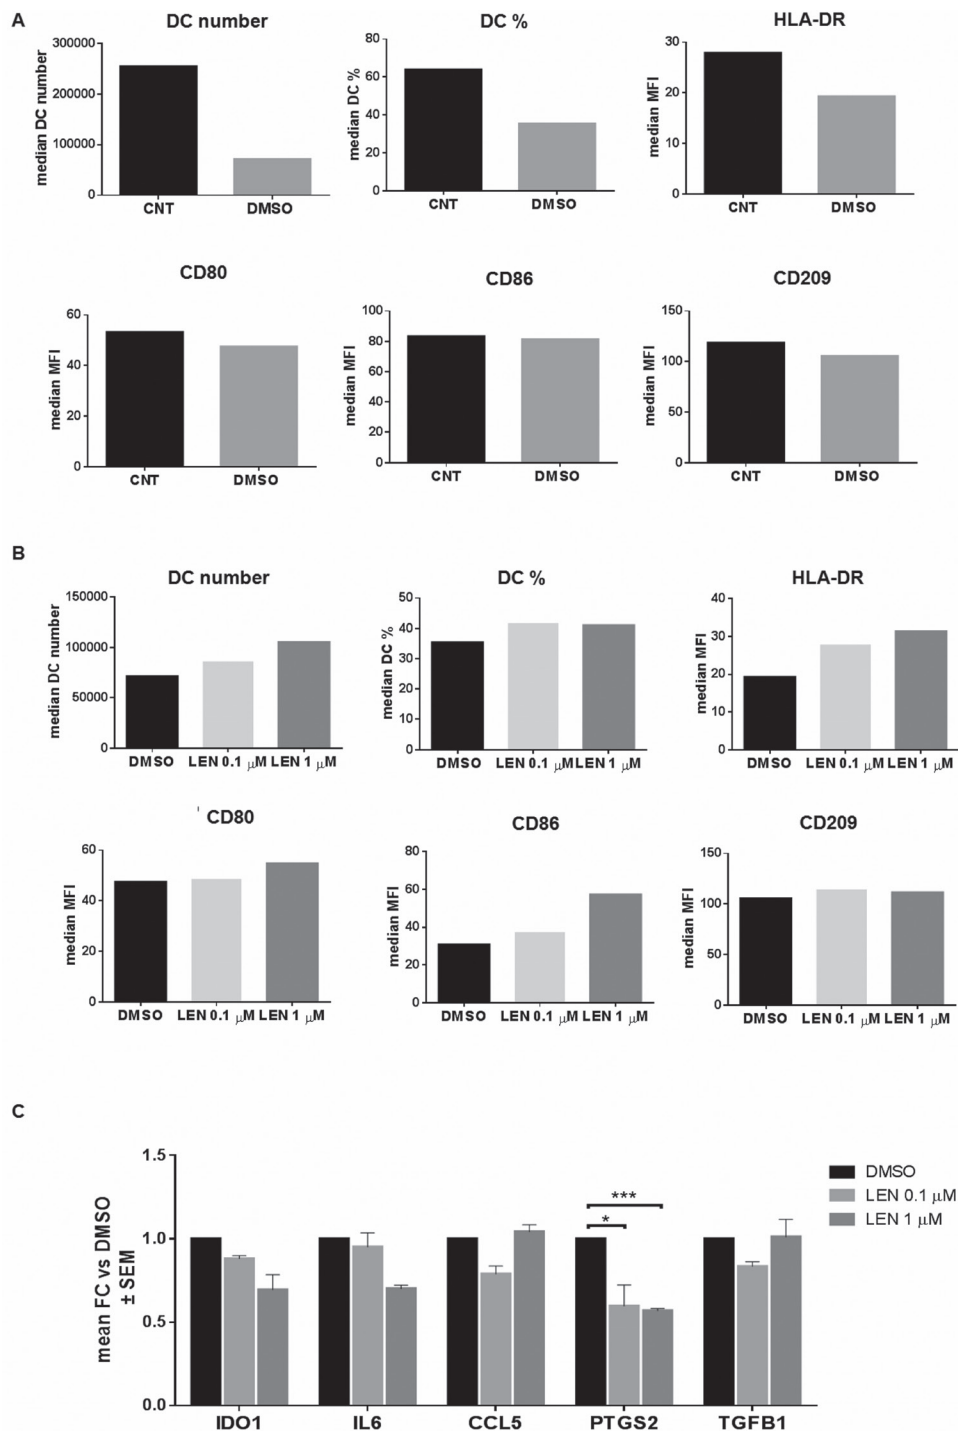 A
DC number
median DC number
300000
200000
100000
0
CNT DMSO
DC %
median DC %
80
60
40
20
0
CNT DMSO
HLA-DR
median MFI
30
20
10
0
CNT DMSO
CD80
median MFI
60
40
20
0
CNT DMSO
CD86
median MFI
100
80
60
40
20
0
CNT DMSO
CD209
median MFI
150
100
50
0
CNT DMSO
B
DC number
median DC number
150000
100000
50000
0
DMSO LEN 0.1 μM LEN 1 μM
DC %
median DC %
50
40
30
20
10
0
DMSO LEN 0.1 μM LEN 1 μM
HLA-DR
median MFI
40
30
20
10
0
DMSO LEN 0.1 μM LEN 1 μM
CD80
median MFI
60
40
20
0
DMSO LEN 0.1 μM LEN 1 μM
CD86
median MFI
80
60
40
20
0
DMSO LEN 0.1 μM LEN 1 μM
CD209
median MFI
150
100
50
0
DMSO LEN 0.1 μM LEN 1 μM
C
mean FC vs DMSO
± SEM
1.5
1.0
0.5
0.0
***
*
IDO1 IL6 CCL5 PTGS2 TGFB1
DMSO
LEN 0.1 μM
LEN 1 μM